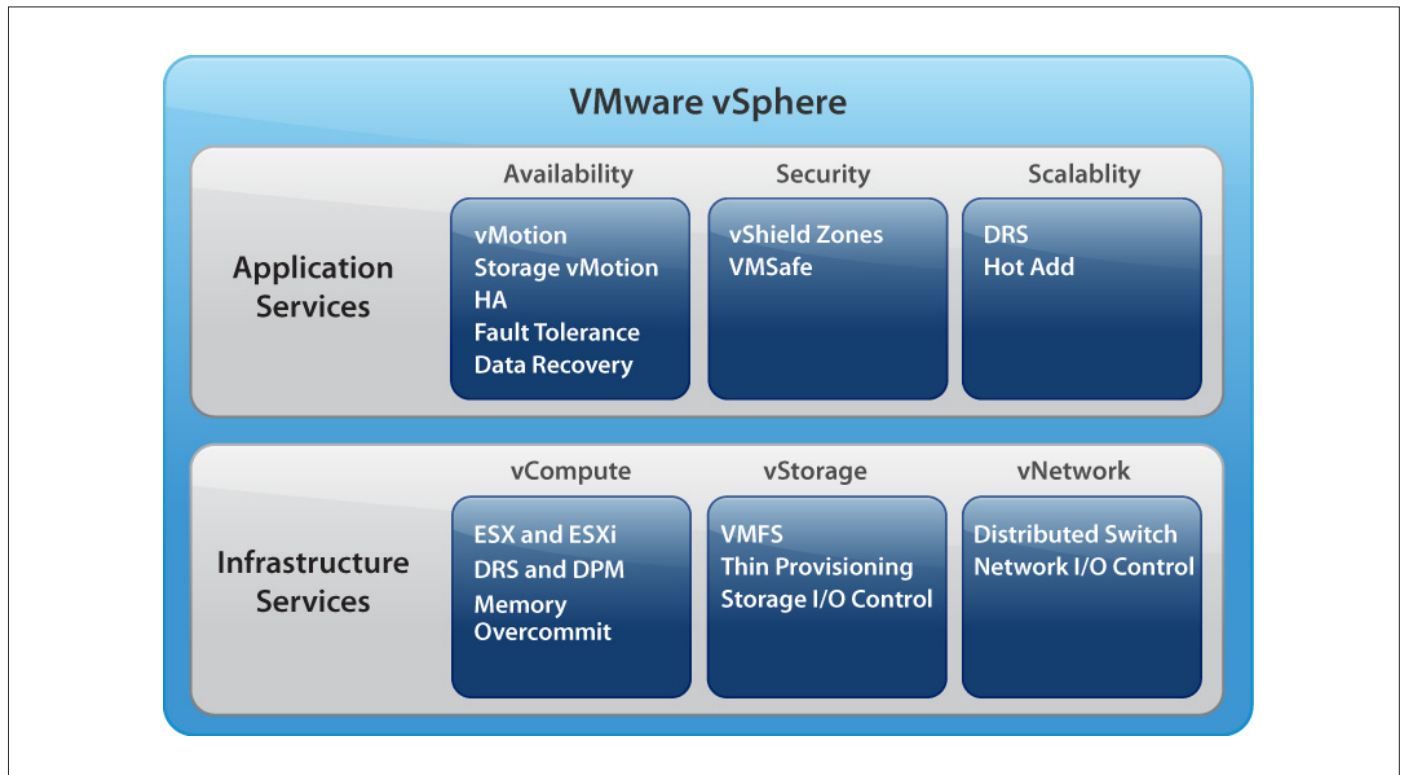 VMware vSphere
Application
Services
Availability
vMotion
Storage vMotion
HA
Fault Tolerance
Data Recovery
Security
vShield Zones
VMSafe
Scalablity
DRS
Hot Add
Infrastructure
Services
vCompute
ESX and ESXi
DRS and DPM
Memory
Overcommit
vStorage
VMFS
Thin Provisioning
Storage I/O Control
vNetwork
Distributed Switch
Network I/O Control